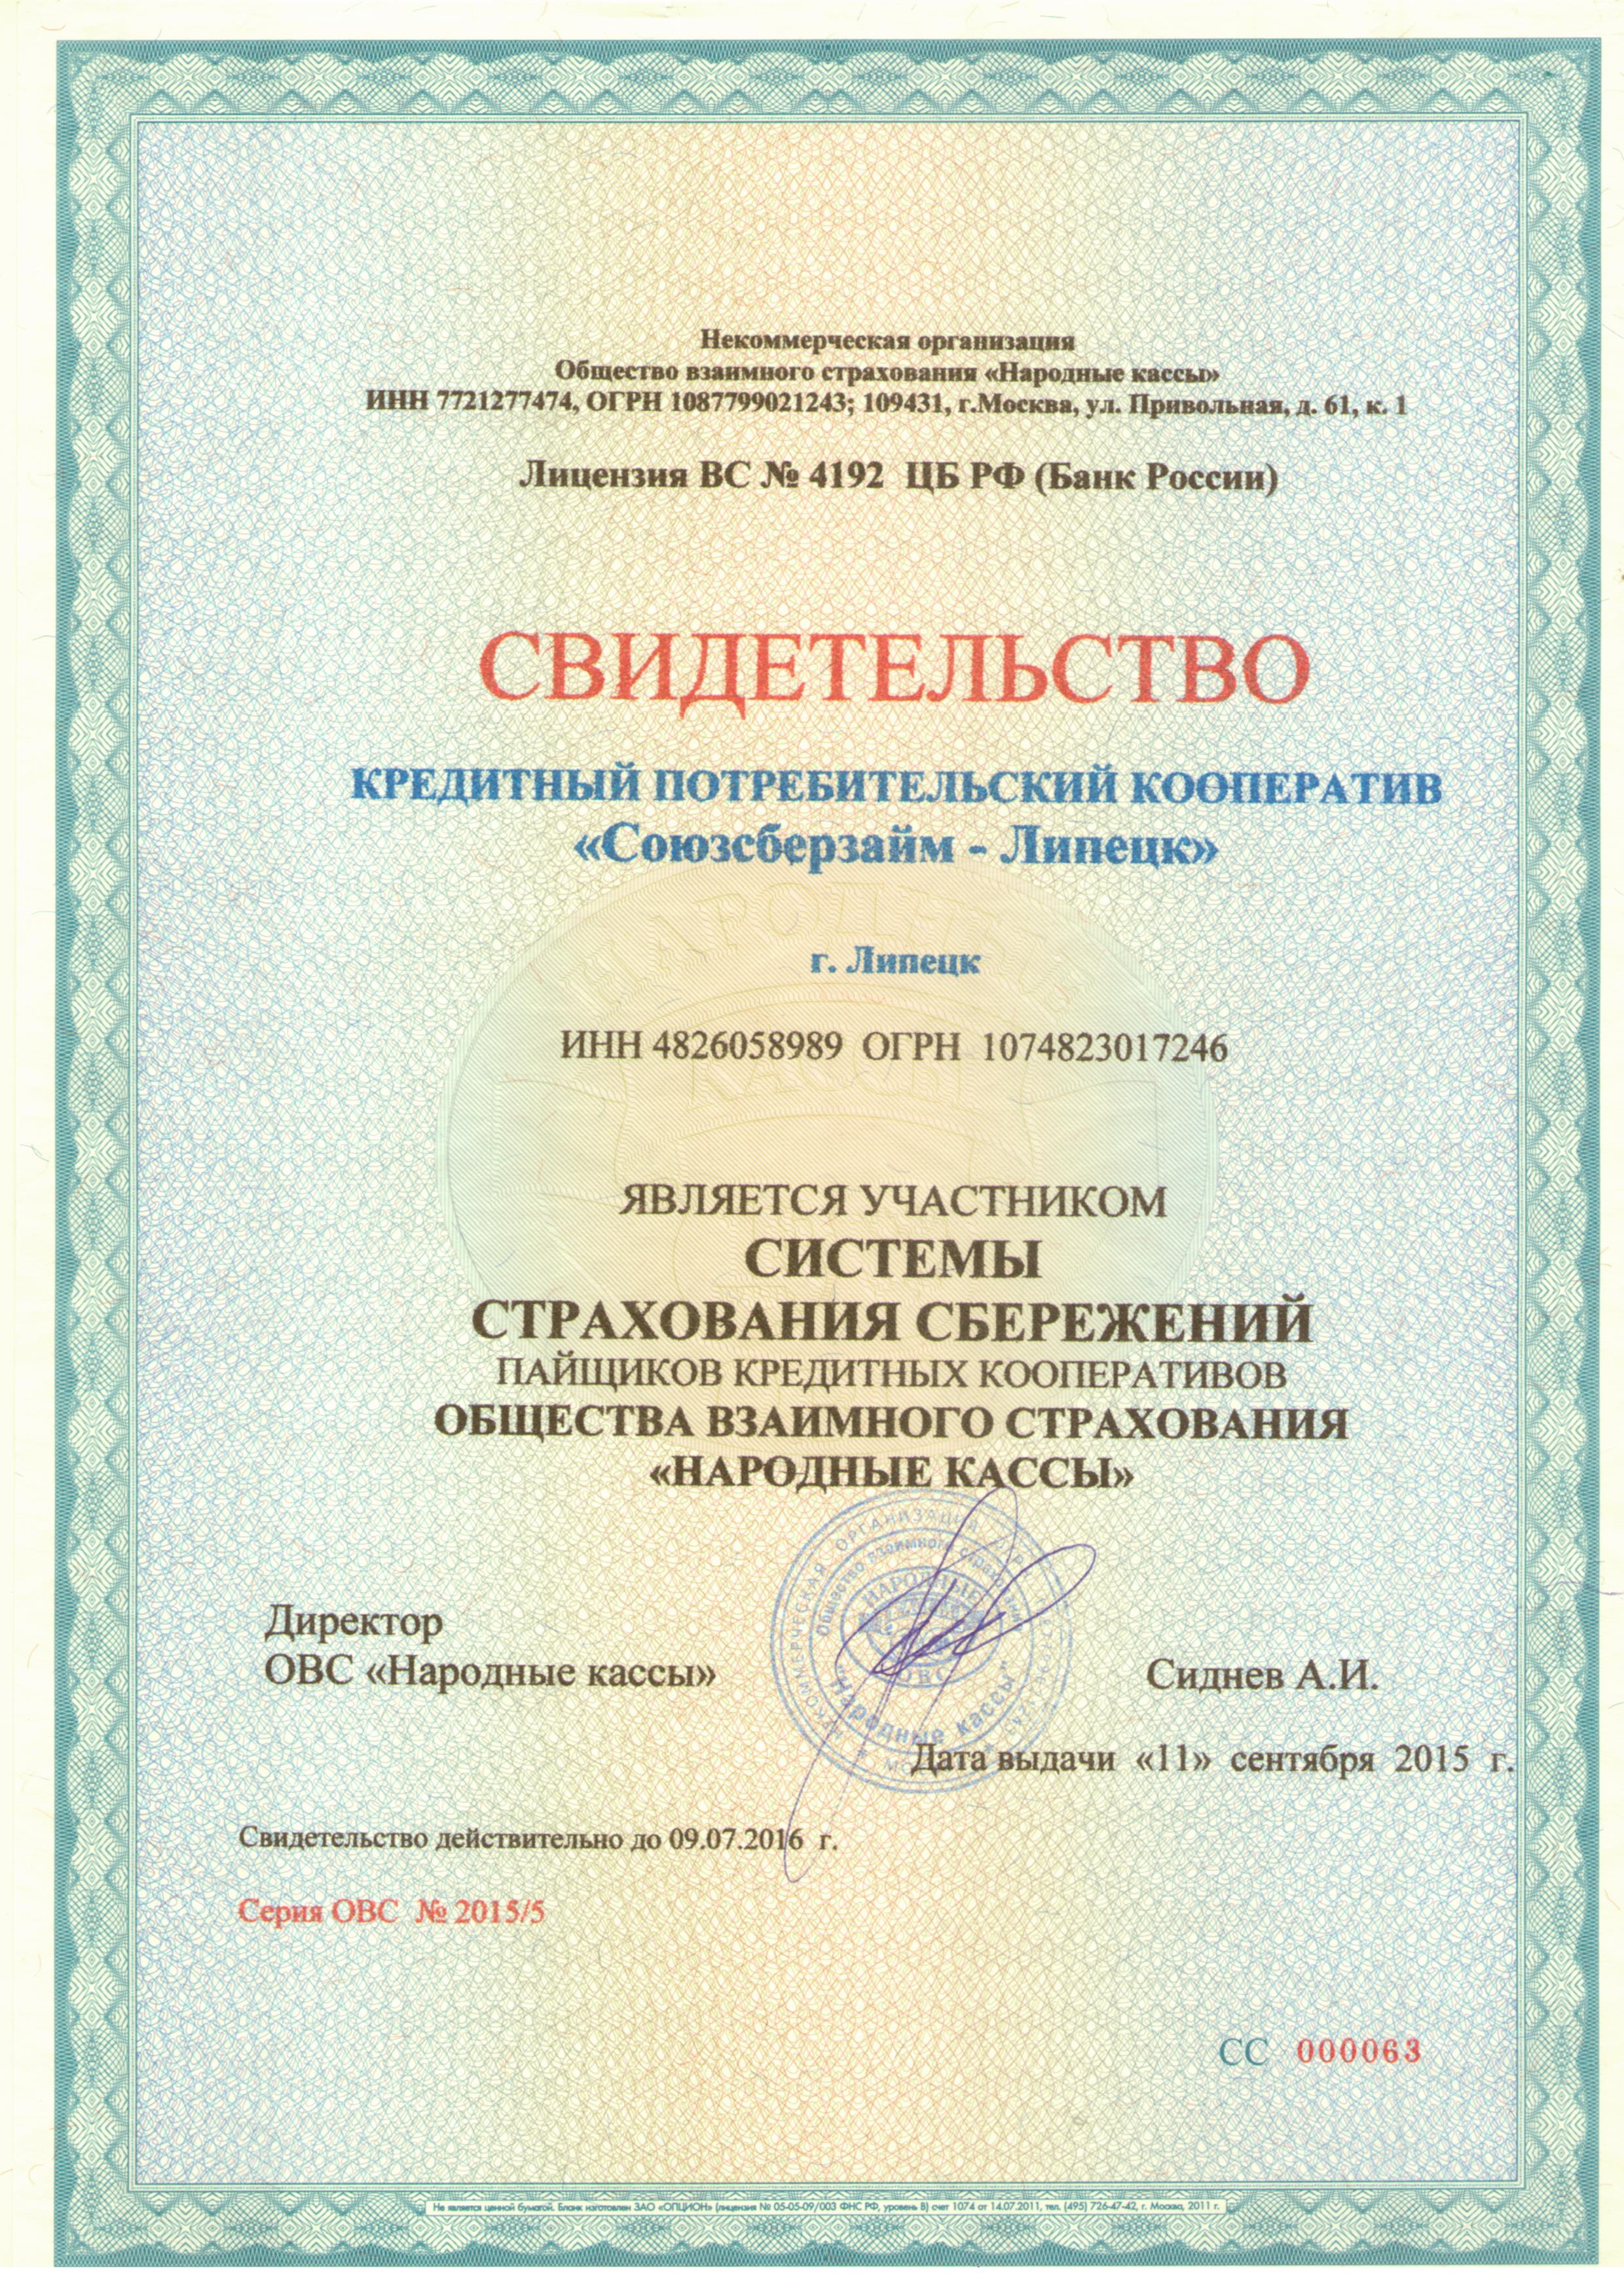 Некоммерческая организация
Общество взаимного страхования «Народные кассы»
ИНН 7721277474, ОГРН 1087799021243; 109431, г.Москва, ул. Привольная, д. 61, к. 1
Лицензия ВС № 4192 ЦБ РФ (Банк России)
СВИДЕТЕЛЬСТВО
КРЕДИТНЫЙ ПОТРЕБИТЕЛЬСКИЙ КООПЕРАТИВ
«Союзсберзайм - Липецк»
г. Липецк
ИНН 4826058989 ОГРН 1074823017246
ЯВЛЯЕТСЯ УЧАСТНИКОМ
СИСТЕМЫ
СТРАХОВАНИЯ СБЕРЕЖЕНИЙ
ПАЙЩИКОВ КРЕДИТНЫХ КООПЕРАТИВОВ
ОБЩЕСТВА ВЗАИМНОГО СТРАХОВАНИЯ
«НАРОДНЫЕ КАССЫ»
НЕКОММЕРЧЕСКАЯ ОРГАНИЗАЦИЯ
Общество взаимного страхования
НАРОДНЫЕ
ОВС
"Народные кассы"
Директор
ОВС «Народные кассы»
Сиднев А.И.
Дата выдачи «11» сентября 2015 г.
Свидетельство действительно до 09.07.2016 г.
Серия ОВС № 2015/5
СС 000063
Не является ценной бумагой. Бланк изготовлен ЗАО «ОПЦИОН» (лицензия № 05-05-09/003 ФНС РФ, уровень В) счет 1074 от 14.07.2011, тел. (495) 726-47-42, г. Москва, 2011 г.